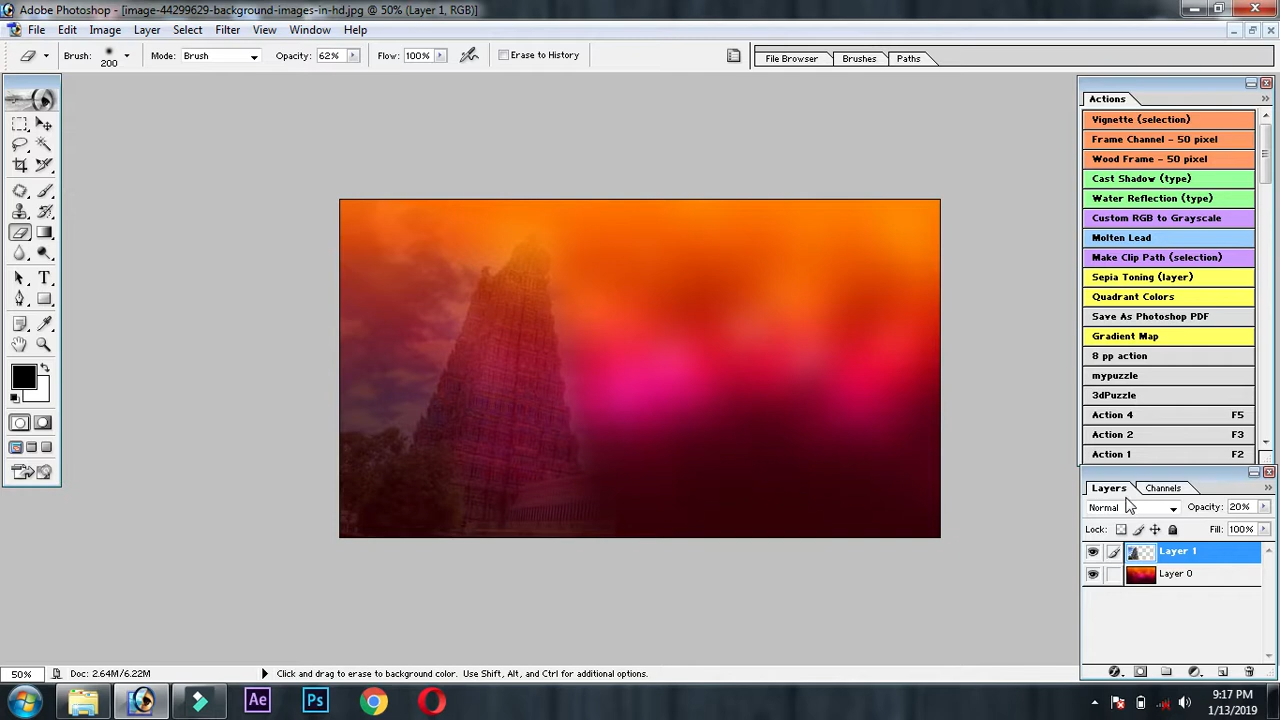 Adobe Photoshop - [image-44299629-background-images-in-hd.jpg @ 50% (Layer 1, RGB)]
File Edit Image Layer Select Filter View Window Help
Brush: 200 Mode: Brush Opacity: 62% Flow: 100% Erase to History File Browser Brushes Paths
Actions
Vignette (selection)
Frame Channel - 50 pixel
Wood Frame - 50 pixel
Cast Shadow (type)
Water Reflection (type)
Custom RGB to Grayscale
Molten Lead
Make Clip Path (selection)
Sepia Toning (layer)
Quadrant Colors
Save As Photoshop PDF
Gradient Map
8 pp action
mypuzzle
3dPuzzle
Action 4 F5
Action 2 F3
Action 1 F2
Layers Channels
Normal Opacity: 20%
Lock: Fill: 100%
Layer 1
Layer 0
50% Doc: 2.64M/6.22M Click and drag to erase to background color. Use Shift, Alt, and Ctrl for additional options.
Ae Ps
9:17 PM
1/13/2019